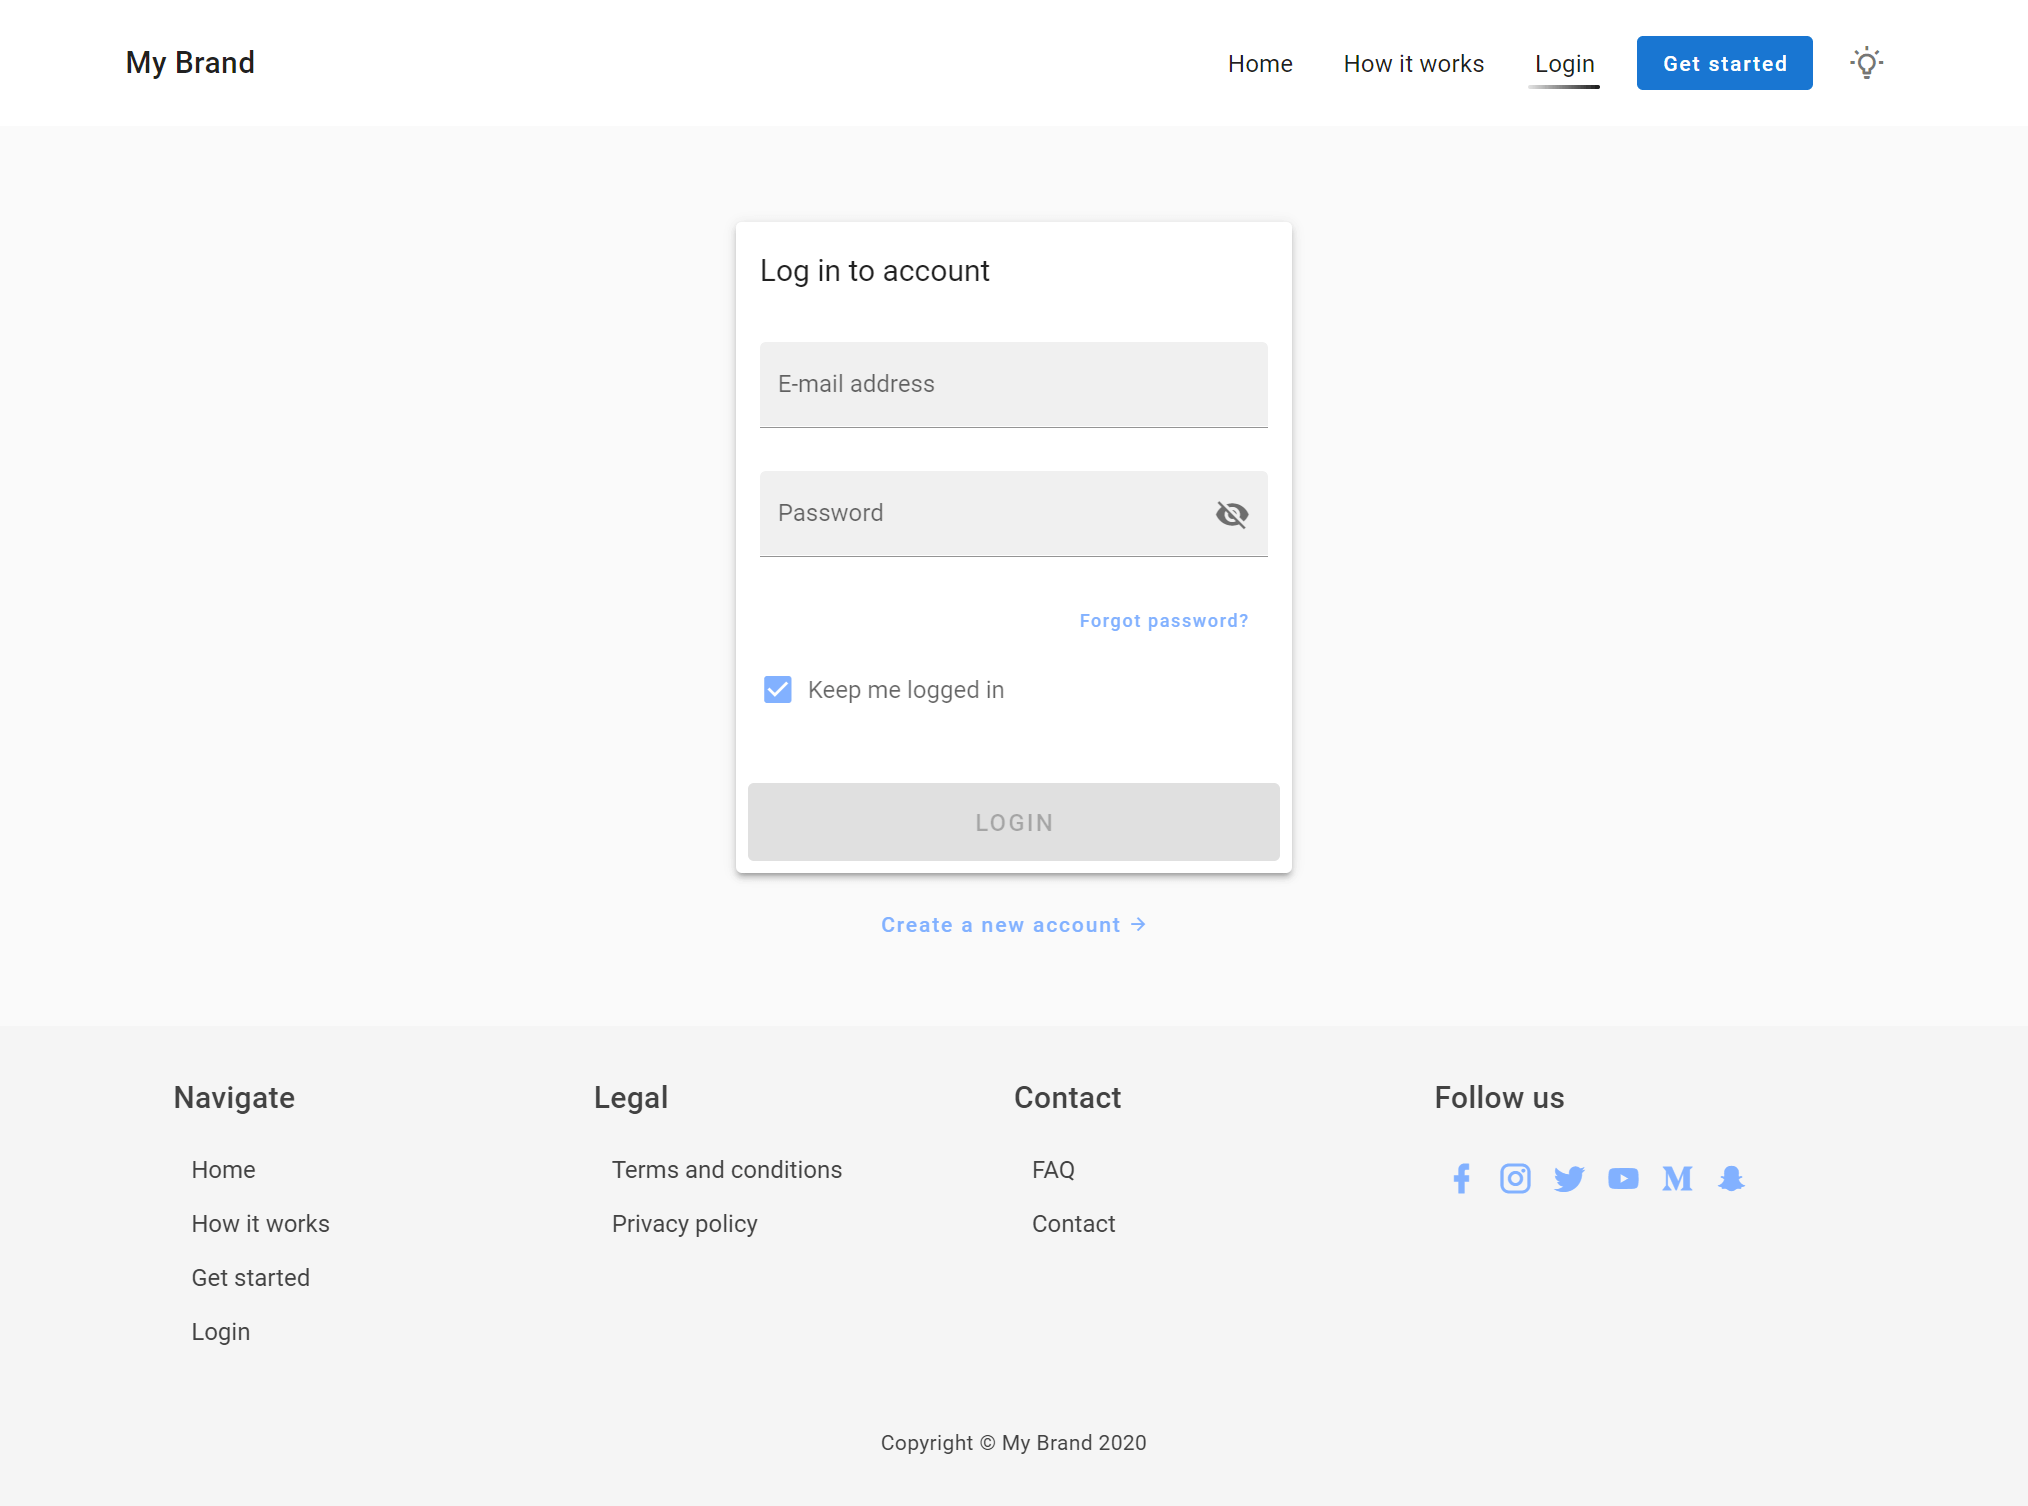 My Brand
Home
How it works
Login
Get started
Log in to account
E-mail address
Password
Forgot password?
Keep me logged in
LOGIN
Create a new account →
Navigate
Home
How it works
Get started
Login
Legal
Terms and conditions
Privacy policy
Contact
FAQ
Contact
Follow us
Copyright © My Brand 2020